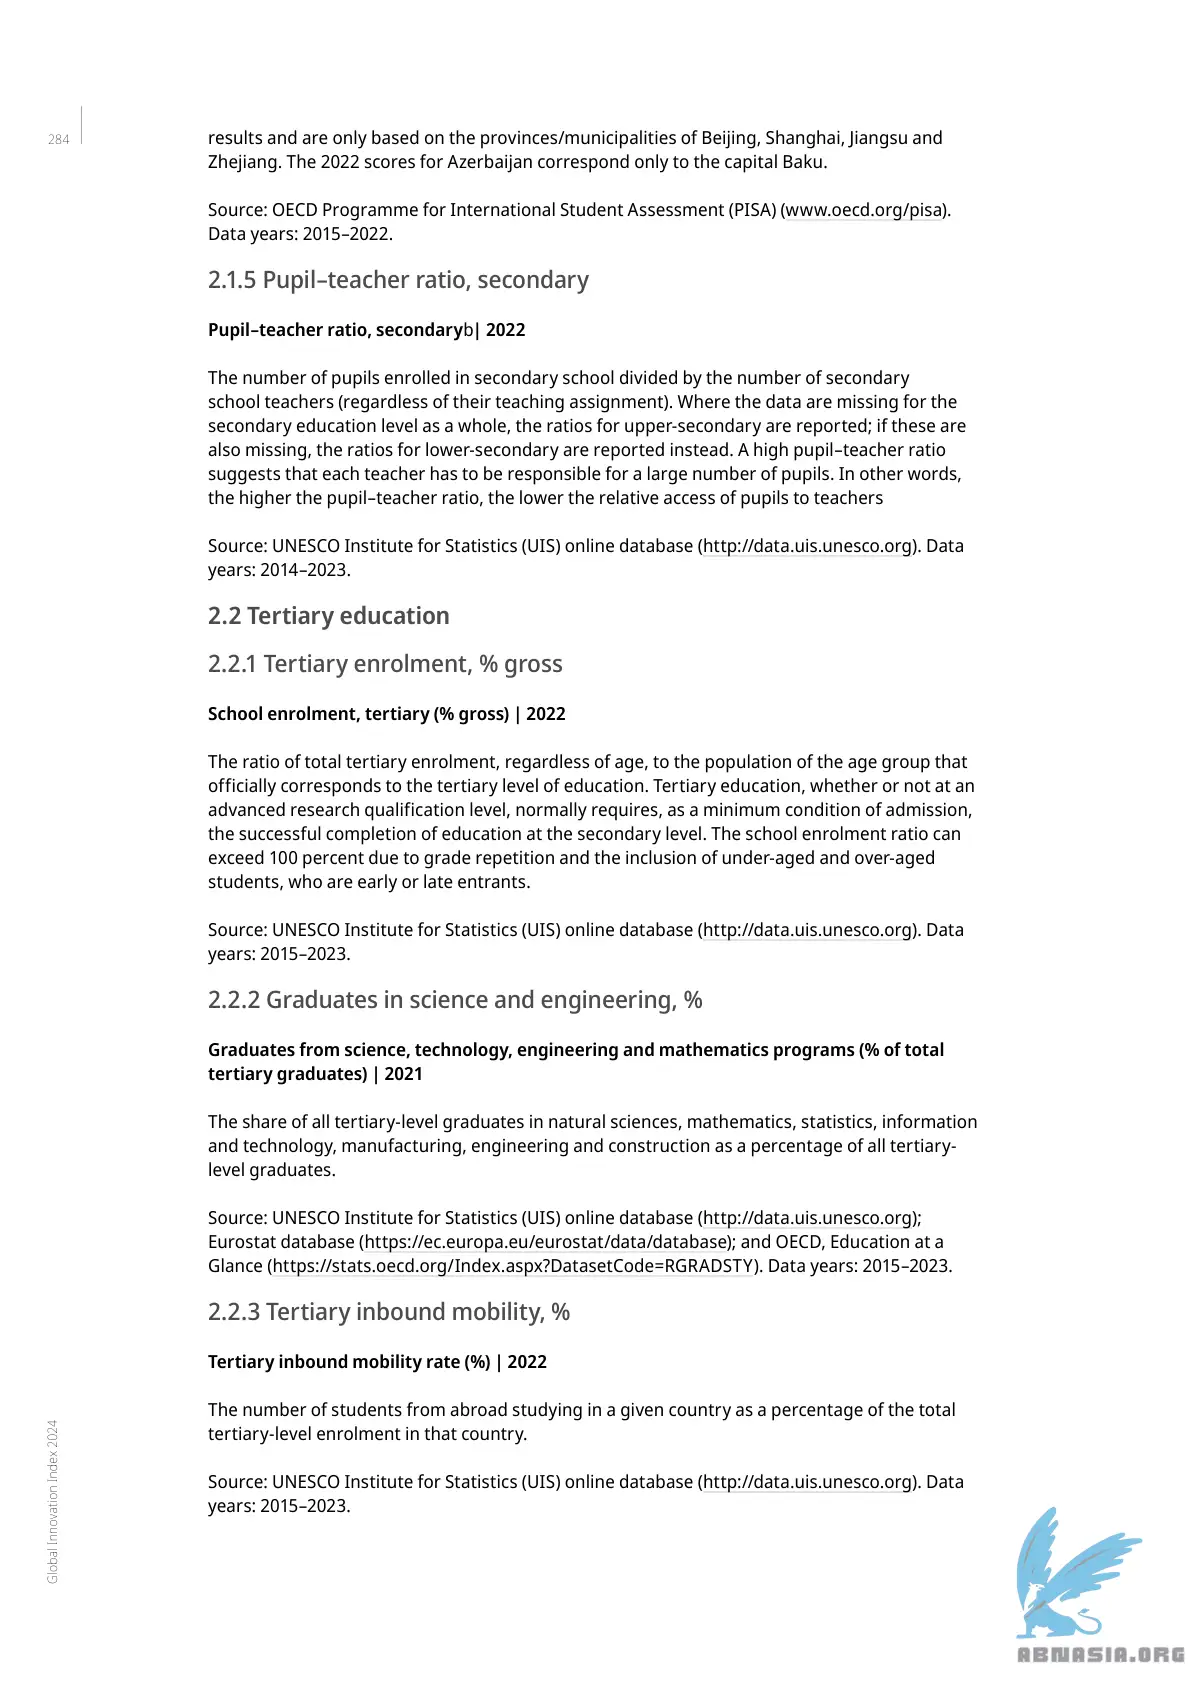 284
results and are only based on the provinces/municipalities of Beijing, Shanghai, Jiangsu and
Zhejiang. The 2022 scores for Azerbaijan correspond only to the capital Baku.
Source: OECD Programme for International Student Assessment (PISA) (www.oecd.org/pisa).
Data years: 2015–2022.
2.1.5 Pupil–teacher ratio, secondary
Pupil–teacher ratio, secondaryb| 2022
The number of pupils enrolled in secondary school divided by the number of secondary
school teachers (regardless of their teaching assignment). Where the data are missing for the
secondary education level as a whole, the ratios for upper-secondary are reported; if these are
also missing, the ratios for lower-secondary are reported instead. A high pupil–teacher ratio
suggests that each teacher has to be responsible for a large number of pupils. In other words,
the higher the pupil–teacher ratio, the lower the relative access of pupils to teachers
Source: UNESCO Institute for Statistics (UIS) online database (http://data.uis.unesco.org). Data
years: 2014–2023.
2.2 Tertiary education
2.2.1 Tertiary enrolment, % gross
School enrolment, tertiary (% gross) | 2022
The ratio of total tertiary enrolment, regardless of age, to the population of the age group that
officially corresponds to the tertiary level of education. Tertiary education, whether or not at an
advanced research qualification level, normally requires, as a minimum condition of admission,
the successful completion of education at the secondary level. The school enrolment ratio can
exceed 100 percent due to grade repetition and the inclusion of under-aged and over-aged
students, who are early or late entrants.
Source: UNESCO Institute for Statistics (UIS) online database (http://data.uis.unesco.org). Data
years: 2015–2023.
2.2.2 Graduates in science and engineering, %
Graduates from science, technology, engineering and mathematics programs (% of total
tertiary graduates) | 2021
The share of all tertiary-level graduates in natural sciences, mathematics, statistics, information
and technology, manufacturing, engineering and construction as a percentage of all tertiary-
level graduates.
Source: UNESCO Institute for Statistics (UIS) online database (http://data.uis.unesco.org);
Eurostat database (https://ec.europa.eu/eurostat/data/database); and OECD, Education at a
Glance (https://stats.oecd.org/Index.aspx?DatasetCode=RGRADSTY). Data years: 2015–2023.
2.2.3 Tertiary inbound mobility, %
Tertiary inbound mobility rate (%) | 2022
The number of students from abroad studying in a given country as a percentage of the total
tertiary-level enrolment in that country.
Source: UNESCO Institute for Statistics (UIS) online database (http://data.uis.unesco.org). Data
years: 2015–2023.
Global Innovation Index 2024
ABNASIA.ORG